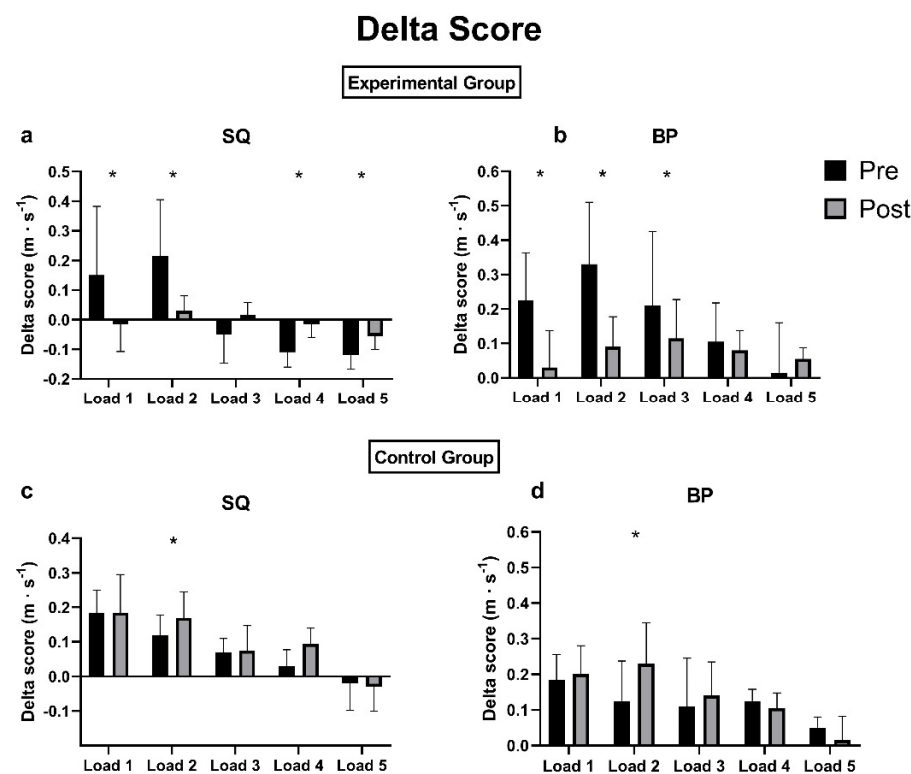 Delta Score
Experimental Group
a
SQ
Delta score (m · s⁻¹)
0.5
0.4
0.3
0.2
0.1
0.0
-0.1
-0.2
* * * *
Load 1 Load 2 Load 3 Load 4 Load 5
b
BP
Delta score (m · s⁻¹)
0.6
0.5
0.4
0.3
0.2
0.1
0.0
* * *
Load 1 Load 2 Load 3 Load 4 Load 5
Pre
Post
Control Group
c
SQ
Delta score (m · s⁻¹)
0.4
0.3
0.2
0.1
0.0
-0.1
*
Load 1 Load 2 Load 3 Load 4 Load 5
d
BP
Delta score (m · s⁻¹)
0.6
0.5
0.4
0.3
0.2
0.1
0.0
*
Load 1 Load 2 Load 3 Load 4 Load 5